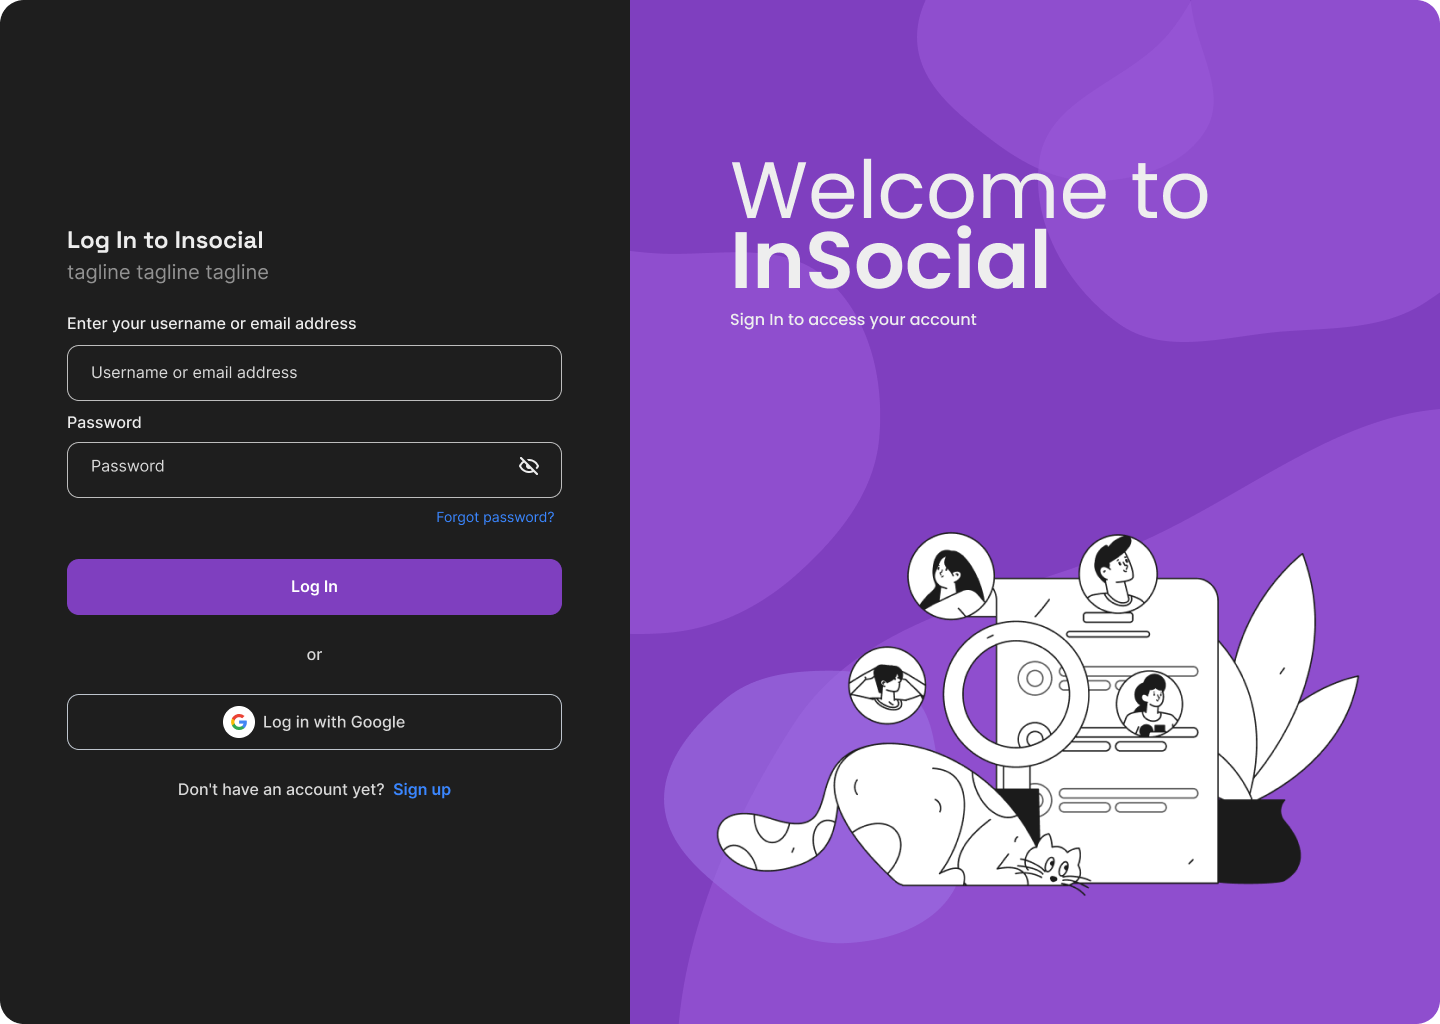 Log In to Insocial
tagline tagline tagline
Enter your username or email address
Username or email address
Password
Password
Forgot password?
Log In
or
Log in with Google
Don't have an account yet? Sign up
Welcome to
InSocial
Sign In to access your account